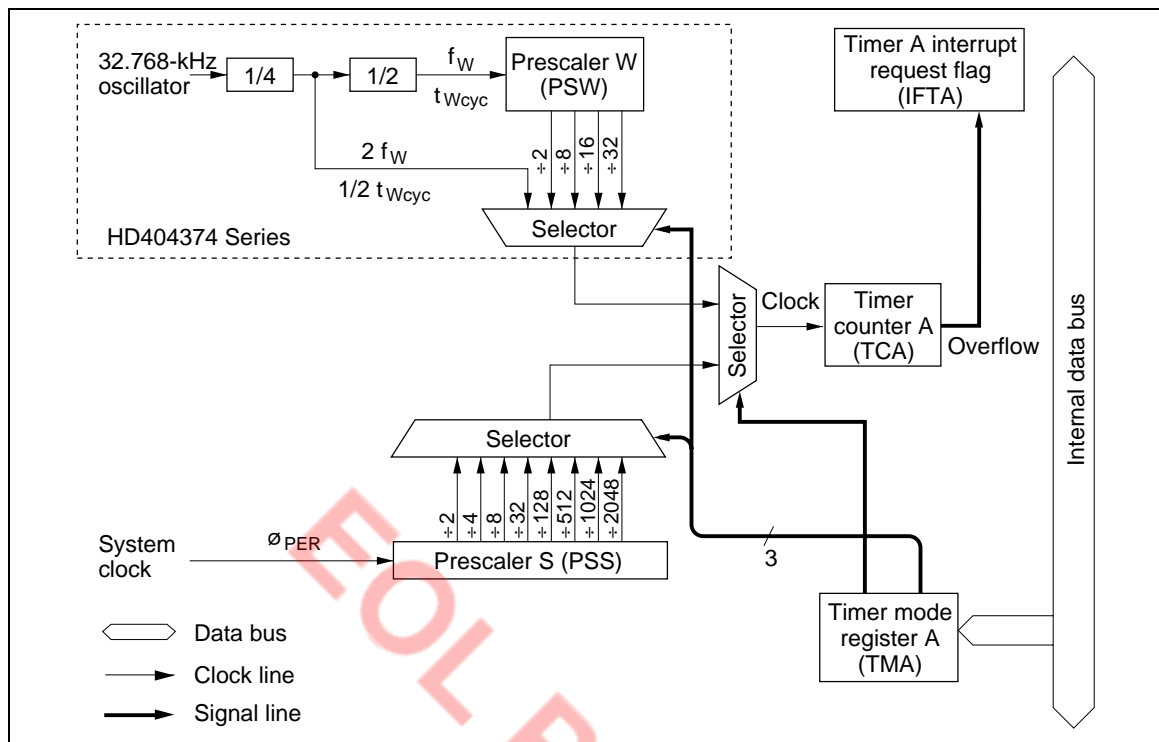 32.768-kHz
oscillator
1/4
1/2
fW
tWcyc
Prescaler W
(PSW)
2 fW
1/2 tWcyc
÷2
÷8
÷16
÷32
Selector
HD404374 Series
Timer A interrupt
request flag
(IFTA)
Selector
Clock
Timer
counter A
(TCA)
Overflow
Internal data bus
Selector
÷2
÷4
÷8
÷32
÷128
÷512
÷1024
÷2048
System
clock
øPER
Prescaler S (PSS)
3
Timer mode
register A
(TMA)
Data bus
Clock line
Signal line
EOL P